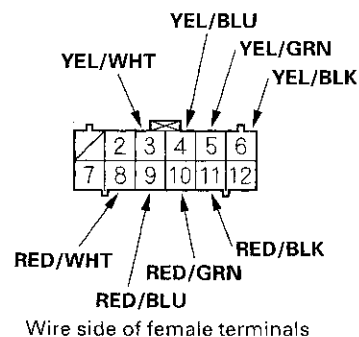 YEL/BLU
YEL/GRN
YEL/WHT
YEL/BLK
2 3 4 5 6
7 8 9 10 11 12
RED/WHT
RED/BLK
RED/GRN
RED/BLU
Wire side of female terminals